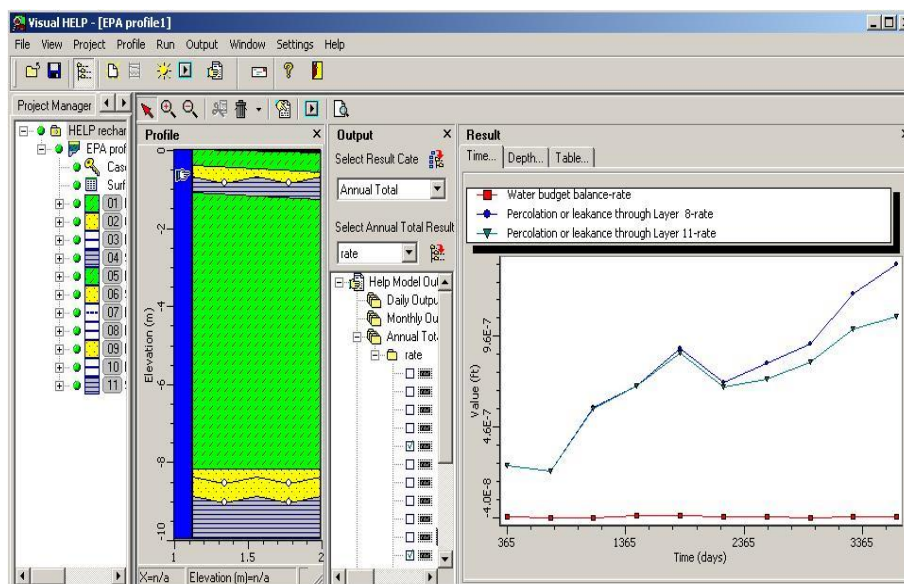 Visual HELP - [EPA profile1]
File View Project Profile Run Output Window Settings Help
Project Manager
HELP rechar
EPA prof
Case
Surf
01
02
03
04
05
06
07
08
09
10
11
Profile
Elevation (m)
0
-2
-4
-6
-8
-10
1
1.5
2
X=n/a
Elevation (m)=n/a
Output
Select Result Cate
Annual Total
Select Annual Total Result
rate
Help Model Out
Daily Outpu
Monthly Ou
Annual Tota
rate
Result
Time... Depth... Table...
Water budget balance-rate
Percolation or leakance through Layer 8-rate
Percolation or leakance through Layer 11-rate
Value (ft)
9.6E-7
4.6E-7
-4.0E-8
365
1365
2365
3365
Time (days)